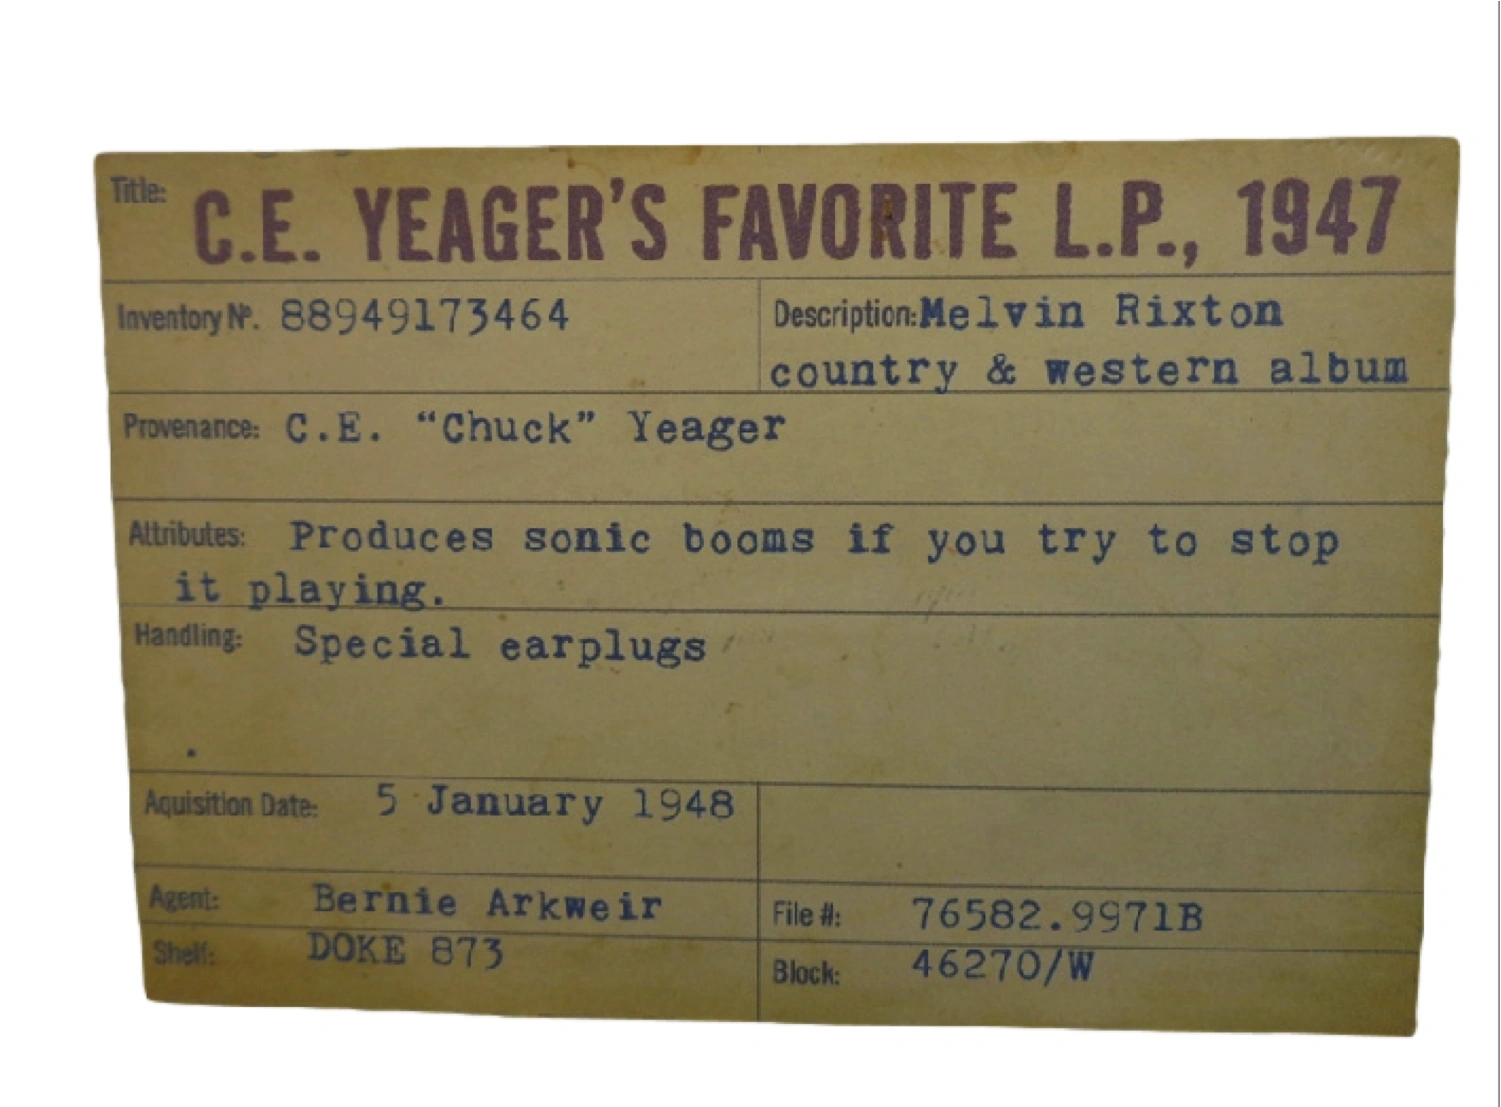 Title: C.E. YEAGER'S FAVORITE L.P., 1947
Inventory Nº. 88949173464
Description: Melvin Rixton
country & western album
Provenance: C.E. “Chuck” Yeager
Attributes: Produces sonic booms if you try to stop
it playing.
Handling: Special earplugs
Aquisition Date: 5 January 1948
Agent: Bernie Arkweir
File #: 76582.9971B
Shelf: DOKE 873
Block: 46270/W